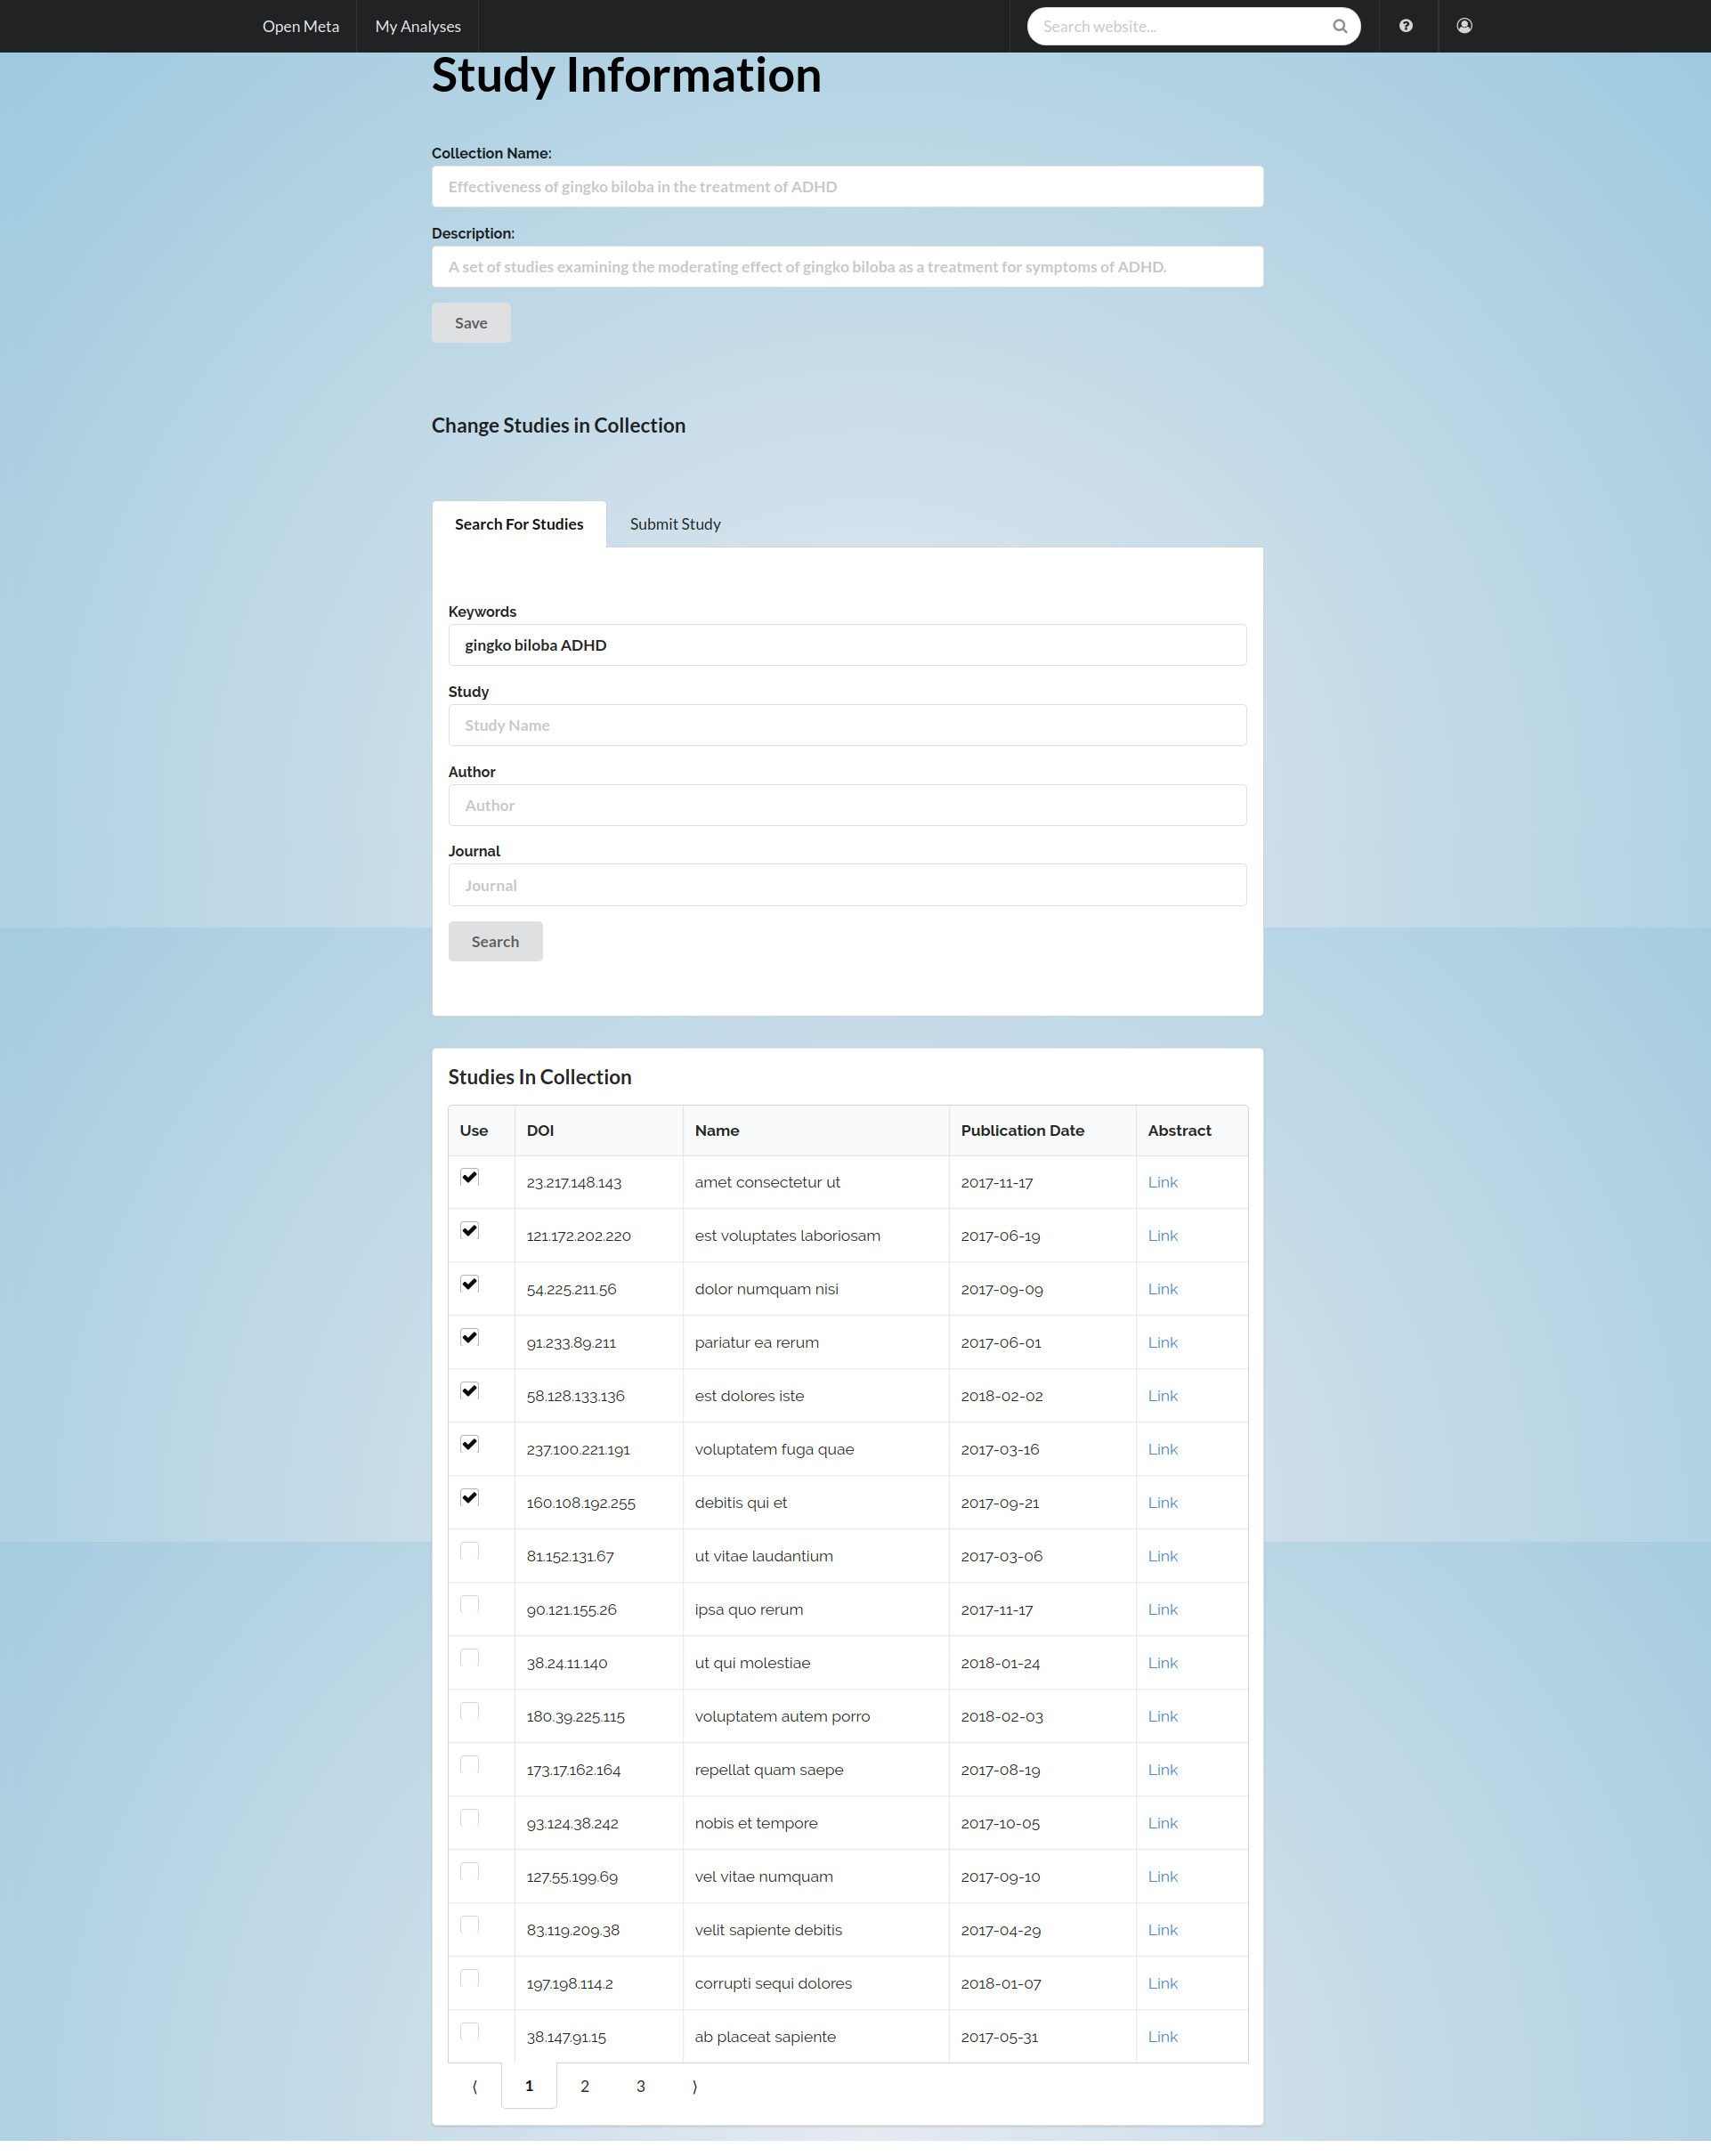 Open Meta My Analyses Search website...
Study Information
Collection Name:
Effectiveness of gingko biloba in the treatment of ADHD
Description:
A set of studies examining the moderating effect of gingko biloba as a treatment for symptoms of ADHD.
Save
Change Studies in Collection
Search For Studies Submit Study
Keywords
gingko biloba ADHD
Study
Study Name
Author
Author
Journal
Journal
Search
Studies In Collection
Use DOI Name Publication Date Abstract
23.217.148.143 amet consectetur ut 2017-11-17 Link
121.172.202.220 est voluptates laboriosam 2017-06-19 Link
54.225.211.56 dolor numquam nisi 2017-09-09 Link
91.233.89.211 pariatur ea rerum 2017-06-01 Link
58.128.133.136 est dolores iste 2018-02-02 Link
237.100.221.191 voluptatem fuga quae 2017-03-16 Link
160.108.192.255 debitis qui et 2017-09-21 Link
81.152.131.67 ut vitae laudantium 2017-03-06 Link
90.121.155.26 ipsa quo rerum 2017-11-17 Link
38.24.11.140 ut qui molestiae 2018-01-24 Link
180.39.225.115 voluptatem autem porro 2018-02-03 Link
173.17.162.164 repellat quam saepe 2017-08-19 Link
93.124.38.242 nobis et tempore 2017-10-05 Link
127.55.199.69 vel vitae numquam 2017-09-10 Link
83.119.209.38 velit sapiente debitis 2017-04-29 Link
197.198.114.2 corrupti sequi dolores 2018-01-07 Link
38.147.91.15 ab placeat sapiente 2017-05-31 Link
⟨ 1 2 3 ⟩